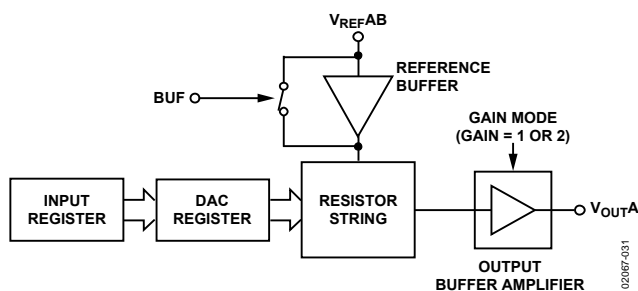 VREFAB
REFERENCE
BUFFER
BUF
GAIN MODE
(GAIN = 1 OR 2)
INPUT
REGISTER
DAC
REGISTER
RESISTOR
STRING
VOUTA
OUTPUT
BUFFER AMPLIFIER
02067-031